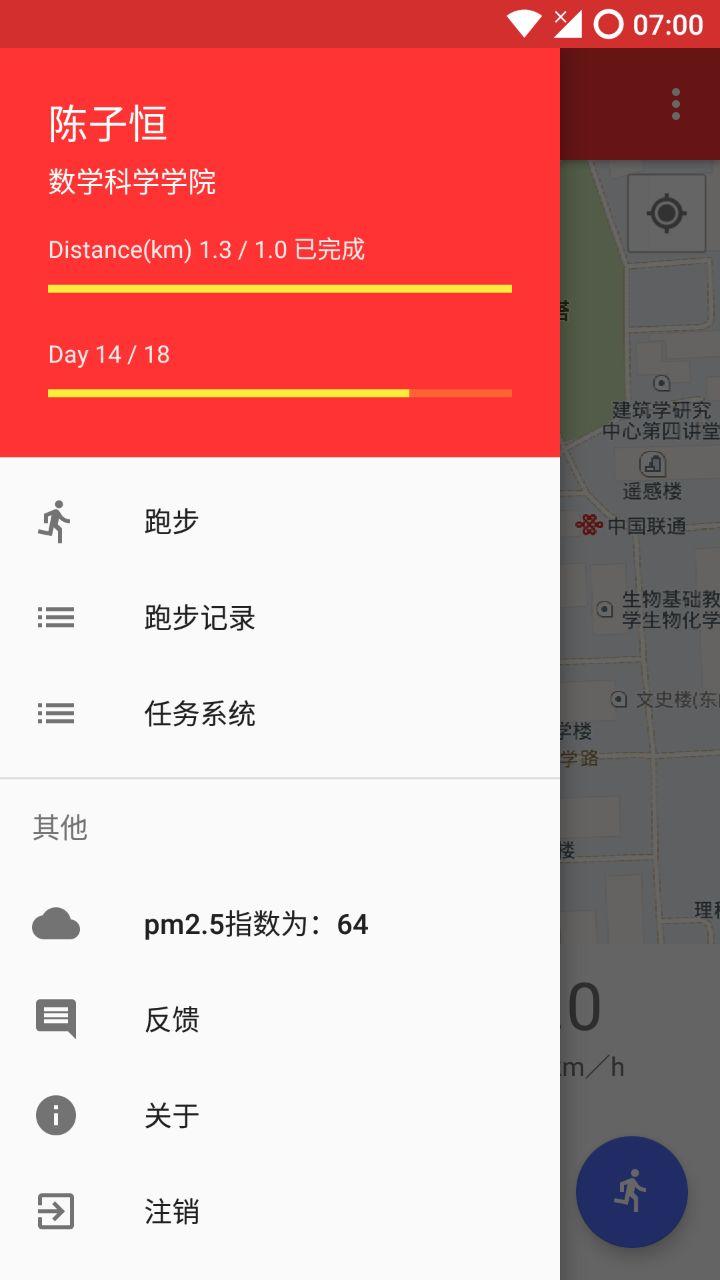 07:00
陈子恒
数学科学学院
Distance(km) 1.3 / 1.0 已完成
Day 14 / 18
跑步
跑步记录
任务系统
其他
pm2.5指数为：64
反馈
关于
注销
建筑学研究
中心第四讲堂
遥感楼
中国联通
生物基础教
学生物化学
文史楼(东
学楼
学路
楼
理科
.0
km／h